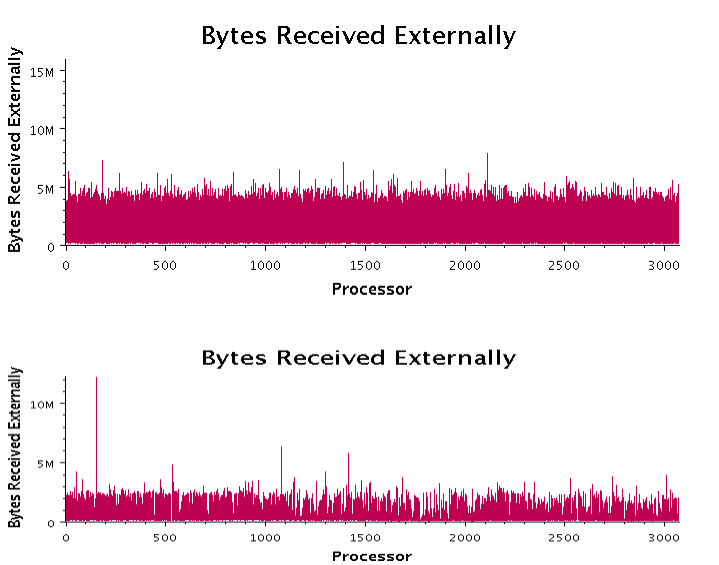 Bytes Received Externally
Bytes Received Externally
15M
10M
5M
0
0 500 1000 1500 2000 2500 3000
Processor
Bytes Received Externally
Bytes Received Externally
10M
5M
0
0 500 1000 1500 2000 2500 3000
Processor